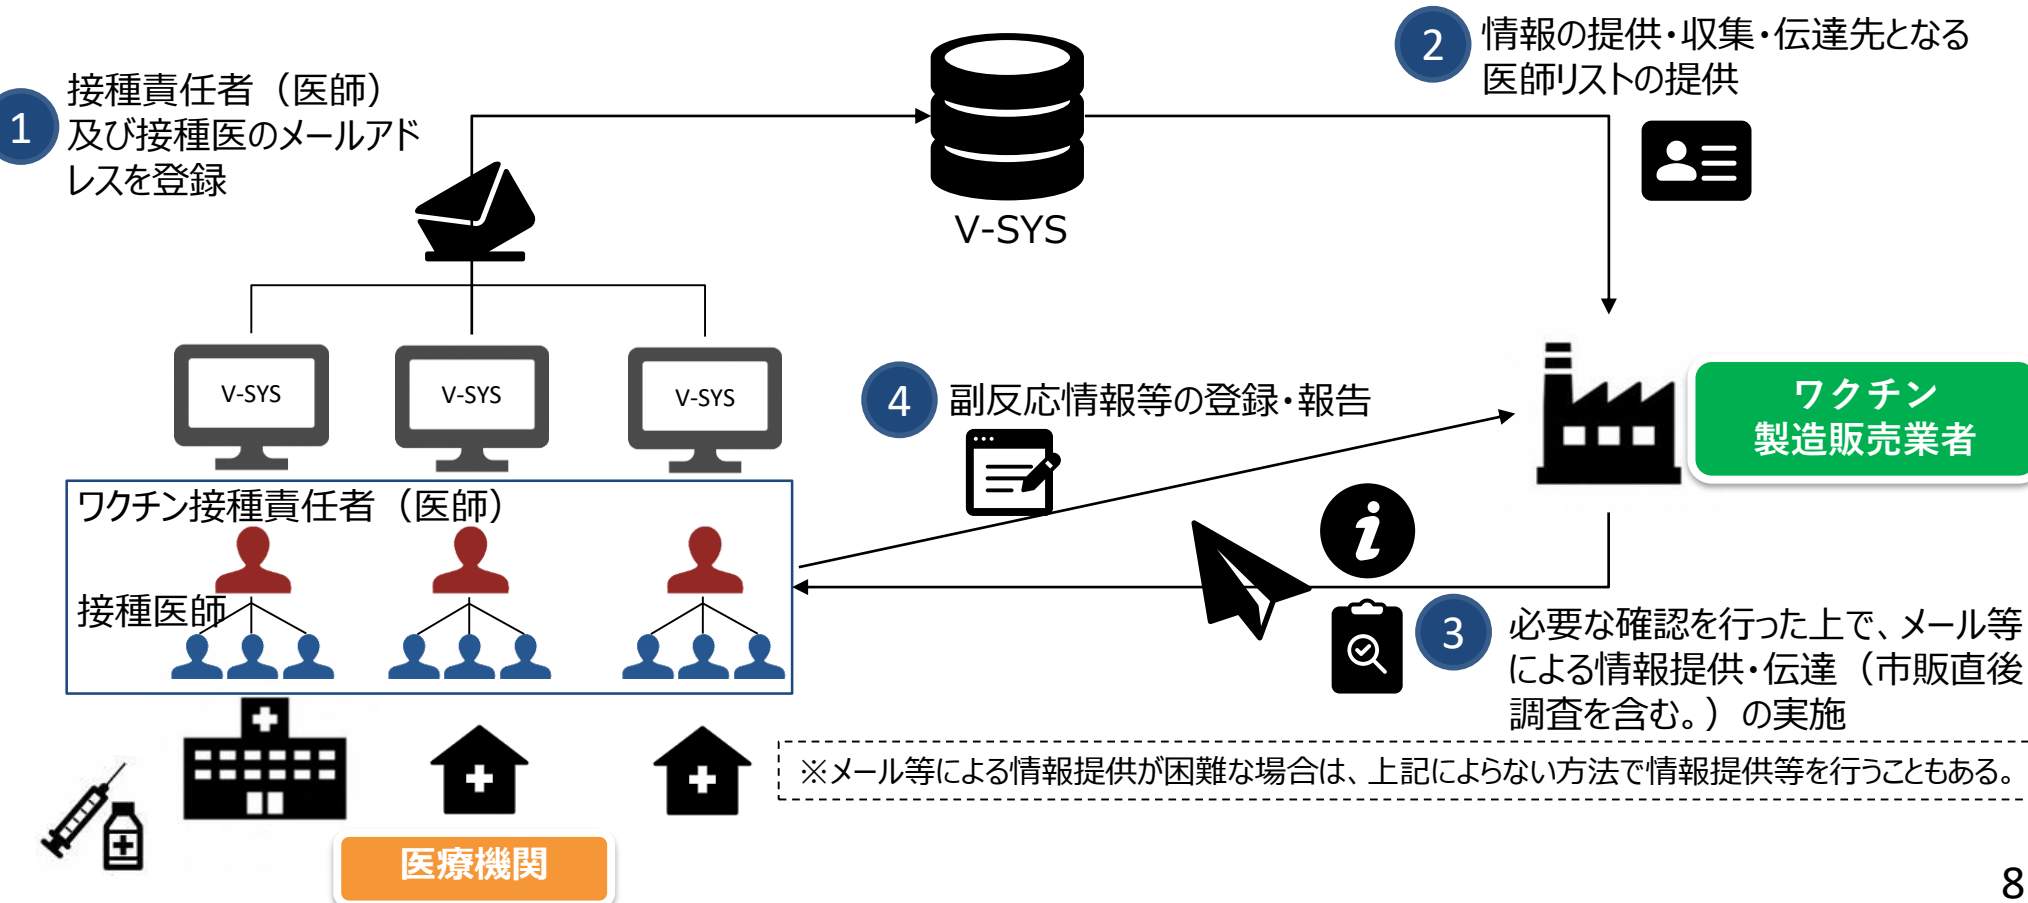 1
接種責任者（医師）
及び接種医のメールアド
レスを登録
V-SYS
2
情報の提供・収集・伝達先となる
医師リストの提供
V-SYS
V-SYS
V-SYS
4
副反応情報等の登録・報告
ワクチン
製造販売業者
ワクチン接種責任者（医師）
接種医師
i
3
必要な確認を行った上で、メール等
による情報提供・伝達（市販直後
調査を含む。）の実施
※メール等による情報提供が困難な場合は、上記によらない方法で情報提供等を行うこともある。
医療機関
8